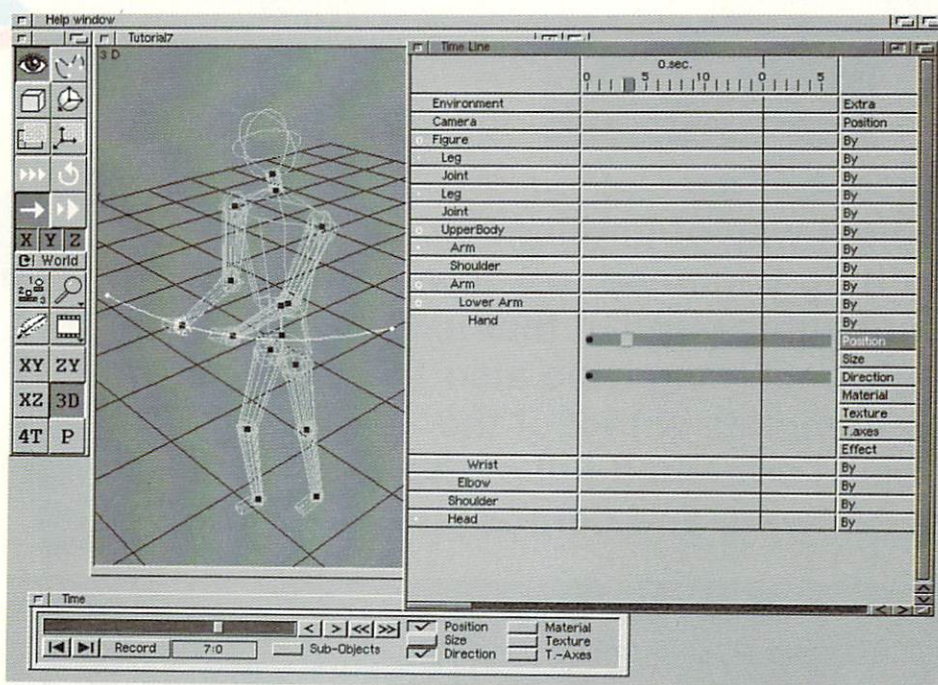 Help window
Tutorial7
3 D
X Y Z
World
XY ZY
XZ 3D
4T P
Time Line
0.sec.
0 5 10 0 5
Environment Extra
Camera Position
Figure By
Leg By
Joint By
Leg By
Joint By
UpperBody By
Arm By
Shoulder By
Arm By
Lower Arm By
Hand By
Position
Size
Direction
Material
Texture
T.axes
Effect
Wrist By
Elbow By
Shoulder By
Head By
Time
< > << >>
Record 7:0
Sub-Objects
Position Material
Size Texture
Direction T.-Axes